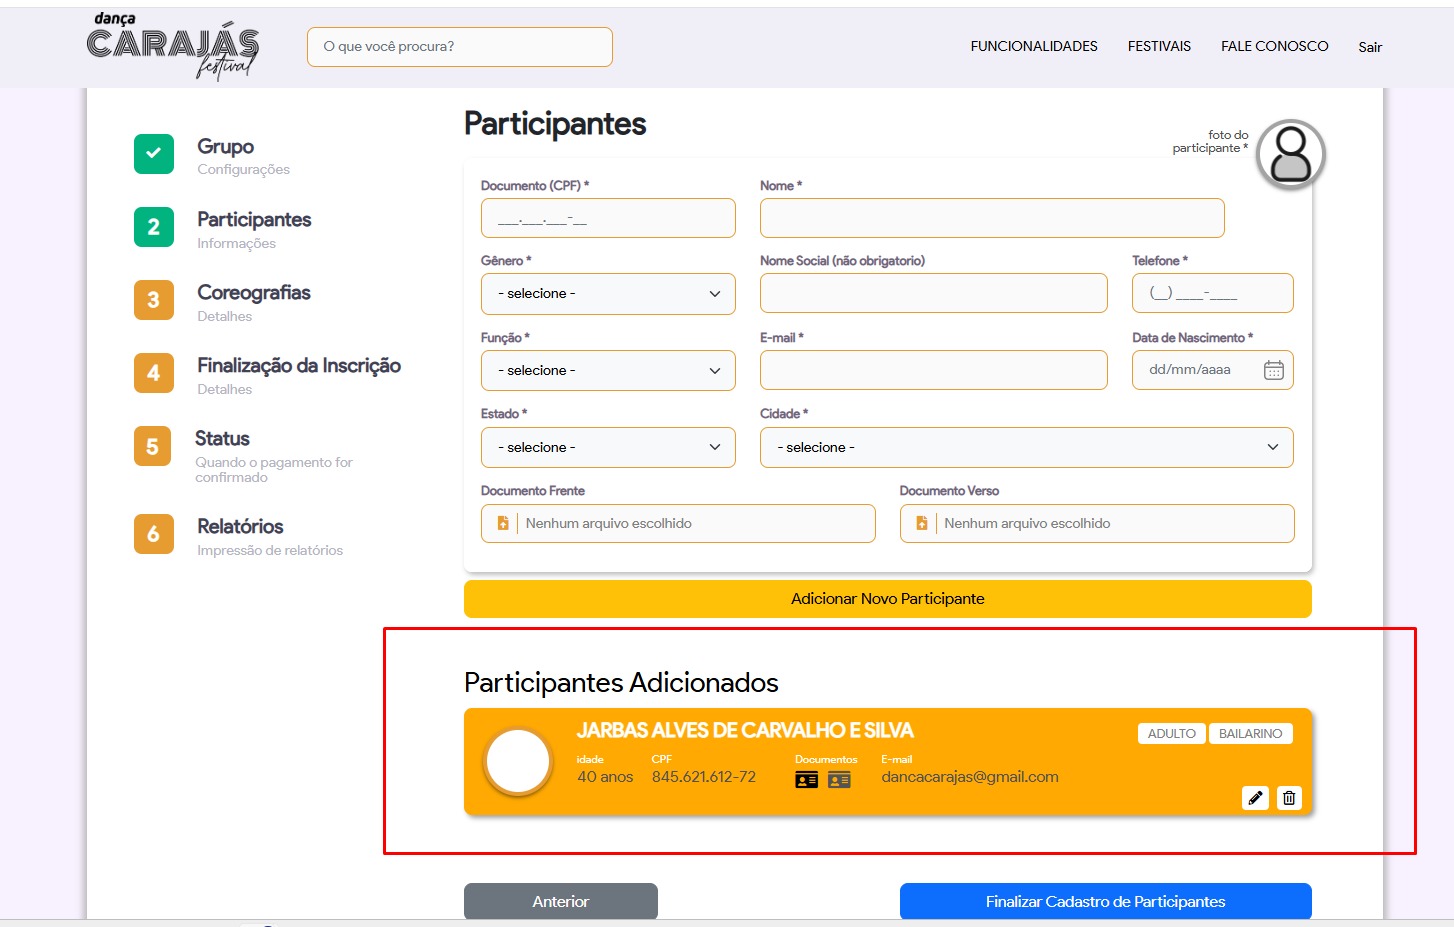 dança
CARAJÁS
festival
O que você procura?
FUNCIONALIDADES FESTIVAIS FALE CONOSCO Sair
Grupo
Configurações
2 Participantes
Informações
3 Coreografias
Detalhes
4 Finalização da Inscrição
Detalhes
5 Status
Quando o pagamento for
confirmado
6 Relatórios
Impressão de relatórios
Participantes
foto do
participante *
Documento (CPF) * Nome *
___.___.___-__
Gênero * Nome Social (não obrigatorio) Telefone *
- selecione - (__) ____-____
Função * E-mail * Data de Nascimento *
- selecione - dd/mm/aaaa
Estado * Cidade *
- selecione - - selecione -
Documento Frente Documento Verso
Nenhum arquivo escolhido Nenhum arquivo escolhido
Adicionar Novo Participante
Participantes Adicionados
JARBAS ALVES DE CARVALHO E SILVA ADULTO BAILARINO
idade CPF Documentos E-mail
40 anos 845.621.612-72 dancacarajas@gmail.com
Anterior Finalizar Cadastro de Participantes